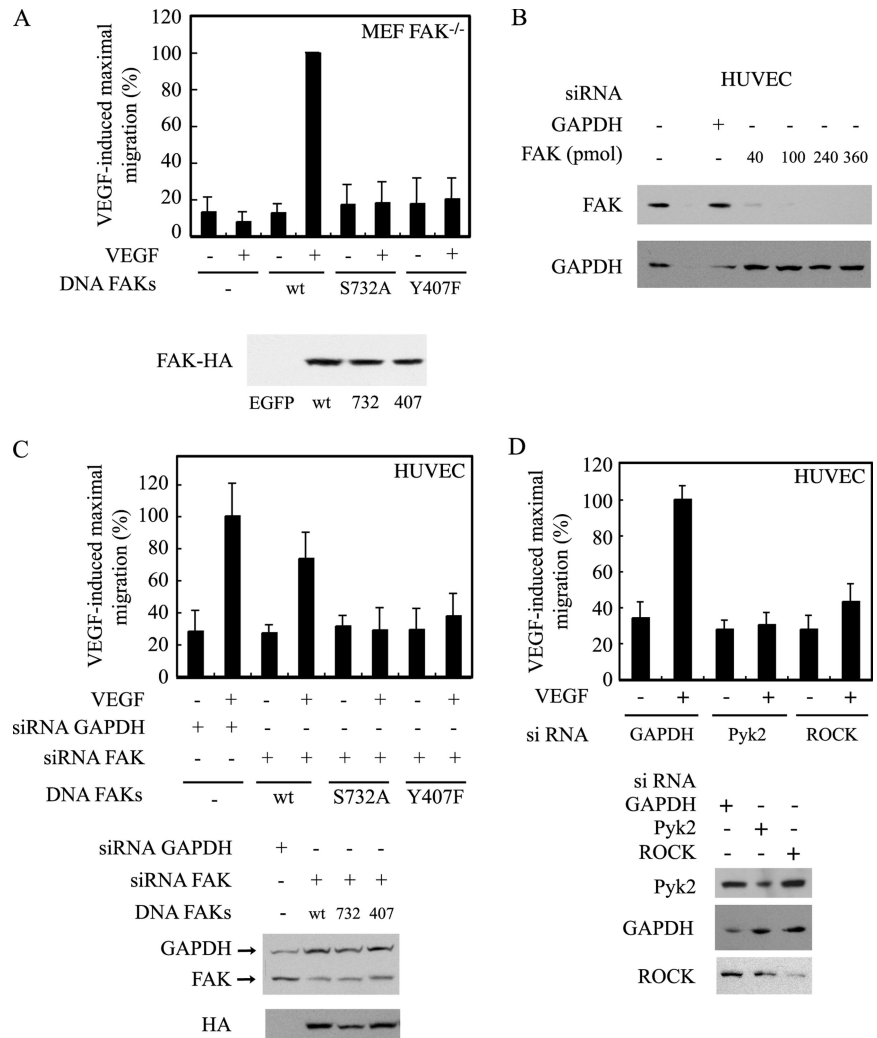 A
MEF FAK-/-
VEGF-induced maximal
migration (%)
120
100
80
60
40
20
0
VEGF - + - + - + - +
DNA FAKs - wt S732A Y407F
FAK-HA
EGFP wt 732 407
B
siRNA HUVEC
GAPDH - + - - - -
FAK (pmol) - - 40 100 240 360
FAK
GAPDH
C
HUVEC
VEGF-induced maximal
migration (%)
120
100
80
60
40
20
0
VEGF - + - + - + - +
siRNA GAPDH + + - - - - - -
siRNA FAK - - + + + + + +
DNA FAKs - wt S732A Y407F
siRNA GAPDH + - - -
siRNA FAK - + + +
DNA FAKs - wt 732 407
GAPDH
FAK
HA
D
HUVEC
VEGF-induced maximal
migration (%)
120
100
80
60
40
20
0
VEGF - + - + - +
si RNA GAPDH Pyk2 ROCK
si RNA
GAPDH + - -
Pyk2 - + -
ROCK - - +
Pyk2
GAPDH
ROCK